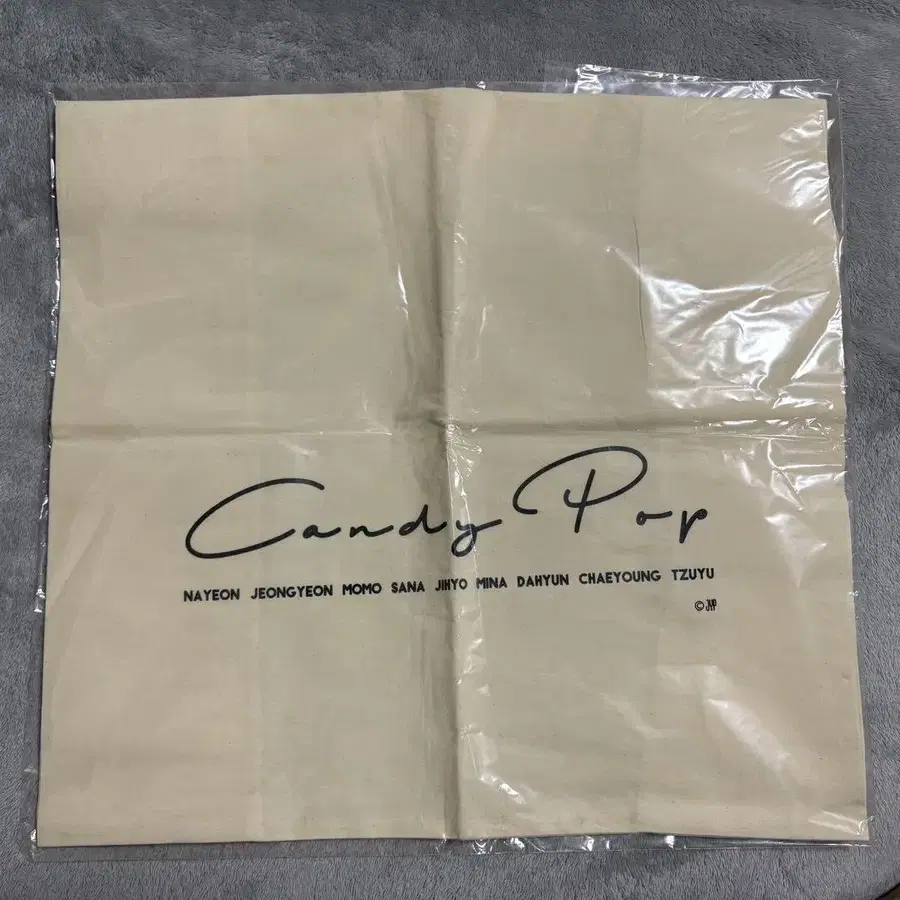 Candy Pop
NAYEON JEONGYEON MOMO SANA JIHYO MINA DAHYUN CHAEYOUNG TZUYU
© JYP